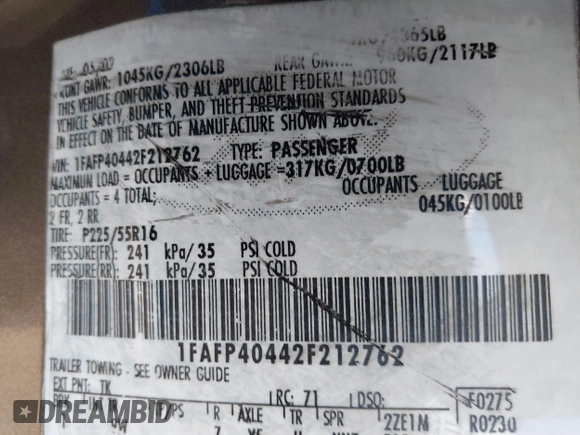 4365LB
05/02 REAR GAWR: 960KG/2117LB
FRONT GAWR: 1045KG/2306LB
THIS VEHICLE CONFORMS TO ALL APPLICABLE FEDERAL MOTOR
VEHICLE SAFETY, BUMPER, AND THEFT PREVENTION STANDARDS
IN EFFECT ON THE DATE OF MANUFACTURE SHOWN ABOVE.
VIN: 1FAFP40442F212762 TYPE: PASSENGER
MAXIMUM LOAD = OCCUPANTS + LUGGAGE =317KG/0700LB
OCCUPANTS = 4 TOTAL; OCCUPANTS LUGGAGE
2 FR, 2 RR 045KG/0100LB
TIRE: P225/55R16
PRESSURE(FR): 241 kPa/35 PSI COLD
PRESSURE(RR): 241 kPa/35 PSI COLD
1FAFP40442F212762
TRAILER TOWING - SEE OWNER GUIDE
EXT PNT: TK RC: 71 DSO: F0275
R AXLE TR SPR 2ZE1M R0230
DREAMBID